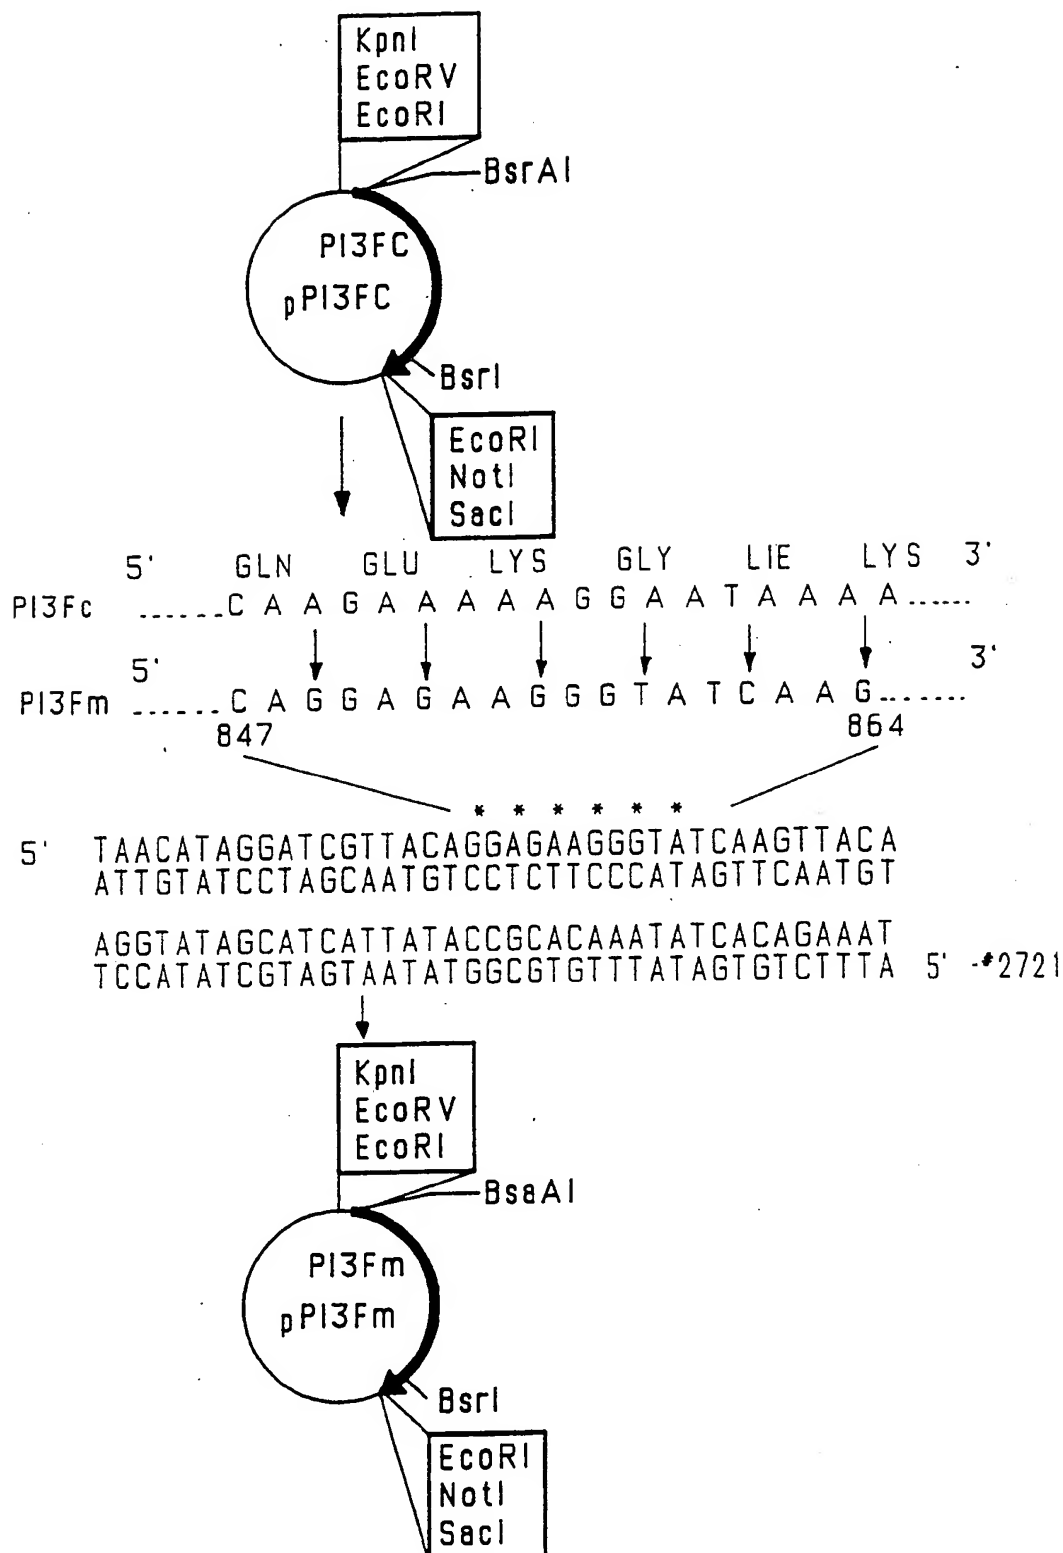 KpnI
EcoRV
EcoRI
BsrAI
PI3FC
pPI3FC
BsrI
EcoRI
NotI
SacI
5' GLN GLU LYS GLY LIE LYS 3'
PI3Fc ......C A A G A A A A A G G A A T A A A A......
5' 3'
PI3Fm ......C A G G A G A A G G G T A T C A A G......
847 864
* * * * * *
5' TAACATAGGATCGTTACAGGAGAAGGGTATCAAGTTACA
ATTGTATCCTAGCAATGTCCTCTTCCCATAGTTCAATGT
AGGTATAGCATCATTATACCGCACAAATATCACAGAAAT
TCCATATCGTAGTAATATGGCGTGTTTATAGTGTCTTTA 5' -*2721
KpnI
EcoRV
EcoRI
BsaAI
PI3Fm
pPI3Fm
BsrI
EcoRI
NotI
SacI